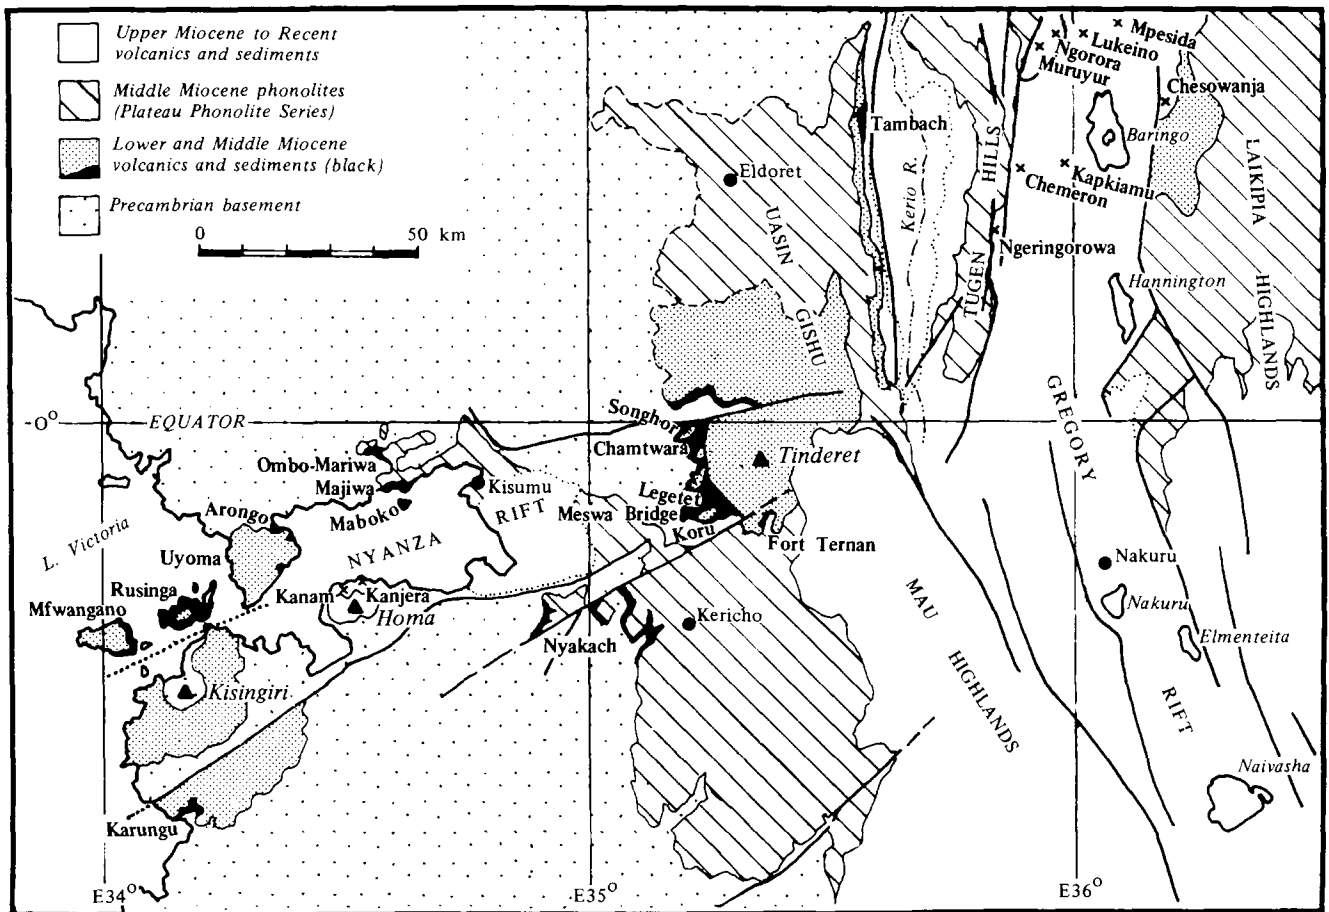 Upper Miocene to Recent
volcanics and sediments
Middle Miocene phonolites
(Plateau Phonolite Series)
Lower and Middle Miocene
volcanics and sediments (black)
Precambrian basement
0 50 km
Mpesida
Lukeino
Ngorora
Muruyur
Chesowanja
Baringo
Tambach
Kerio R.
HILLS
TUGEN
Chemeron
Kapkiamu
LAIKIPIA
HIGHLANDS
Eldoret
UASIN
GISHU
Ngeringorowa
Hannington
0°
EQUATOR
GREGORY
RIFT
Songhor
Chamtwara
Tinderet
Ombo-Mariwa
Majiwa
Kisumu
Legetet
Meswa Bridge
Koru
Fort Ternan
Arongo
Maboko
NYANZA
RIFT
L. Victoria
Uyoma
Rusinga
Mfwangano
Kanam
Kanjera
Homa
Nyakach
Kericho
Nakuru
Nakuru
Elmenteita
MAU
HIGHLANDS
Kisingiri
Naivasha
Karungu
E34°
E35°
E36°